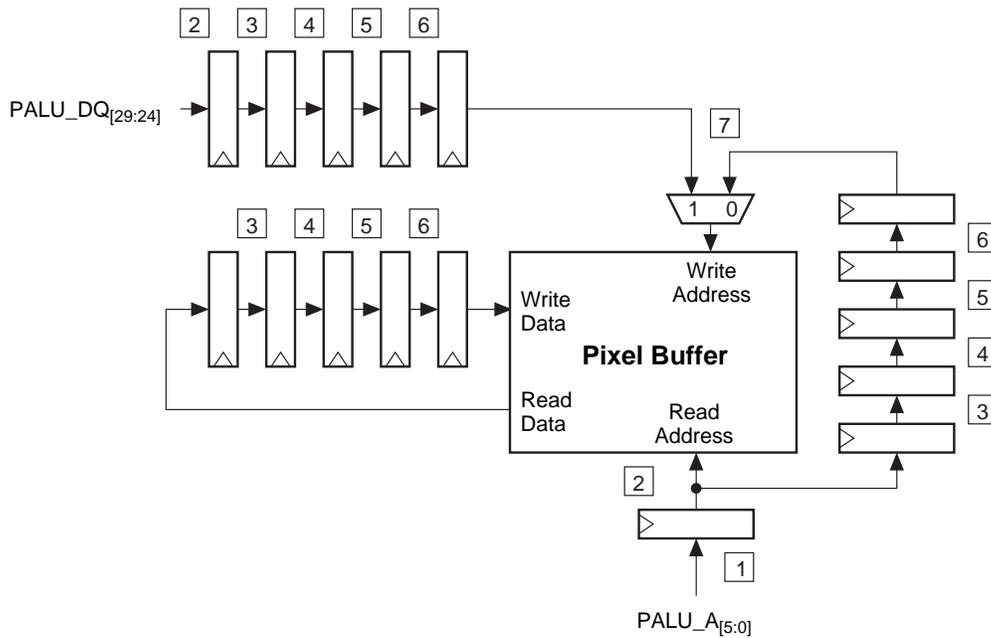 2 3 4 5 6
PALU_DQ[29:24]
7
1 0
3 4 5 6
6
Write
Address
Write
Data
5
Pixel Buffer
4
Read
Data
Read
Address
3
2
1
PALU_A[5:0]